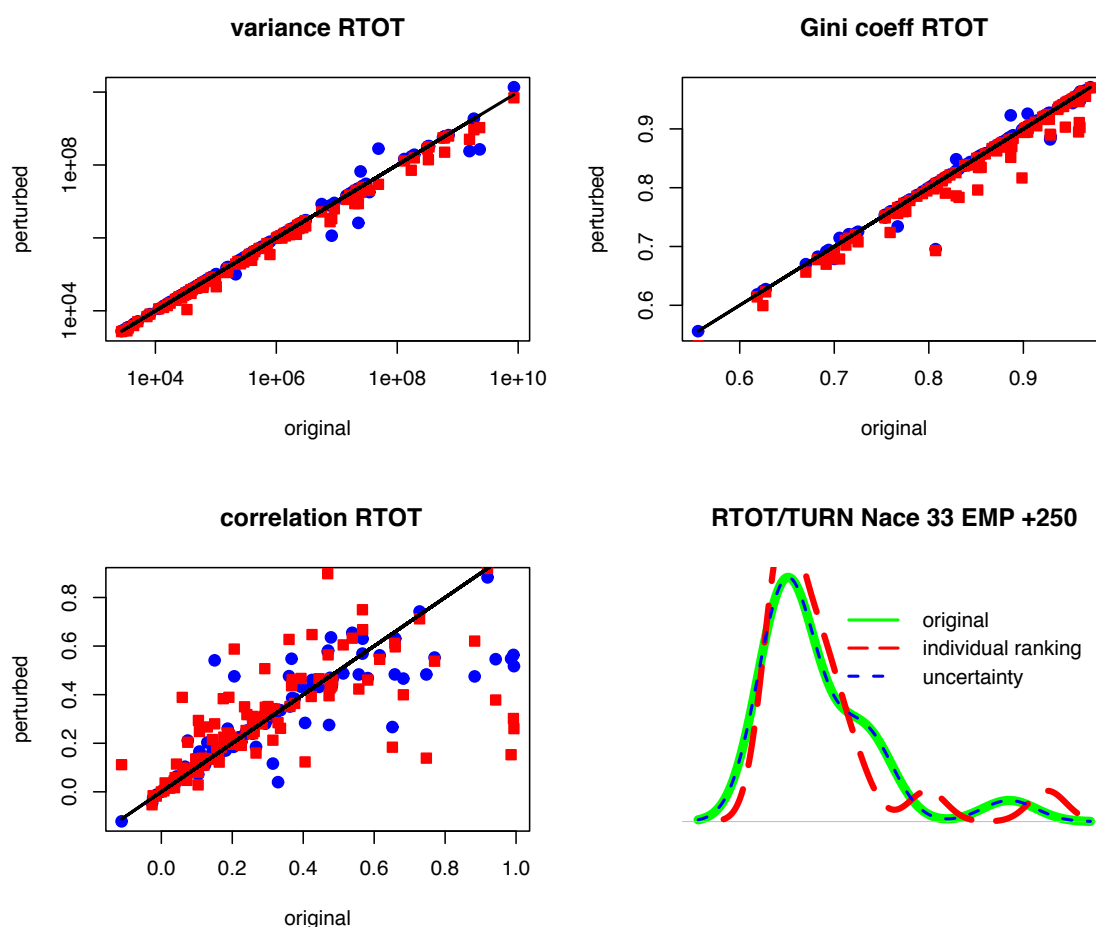 variance RTOT
perturbed
1e+04
1e+08
1e+04
1e+06
1e+08
1e+10
original
Gini coeff RTOT
perturbed
0.6
0.7
0.8
0.9
0.6
0.7
0.8
0.9
original
correlation RTOT
perturbed
0.0
0.2
0.4
0.6
0.8
0.0
0.2
0.4
0.6
0.8
1.0
original
RTOT/TURN Nace 33 EMP +250
original
individual ranking
uncertainty